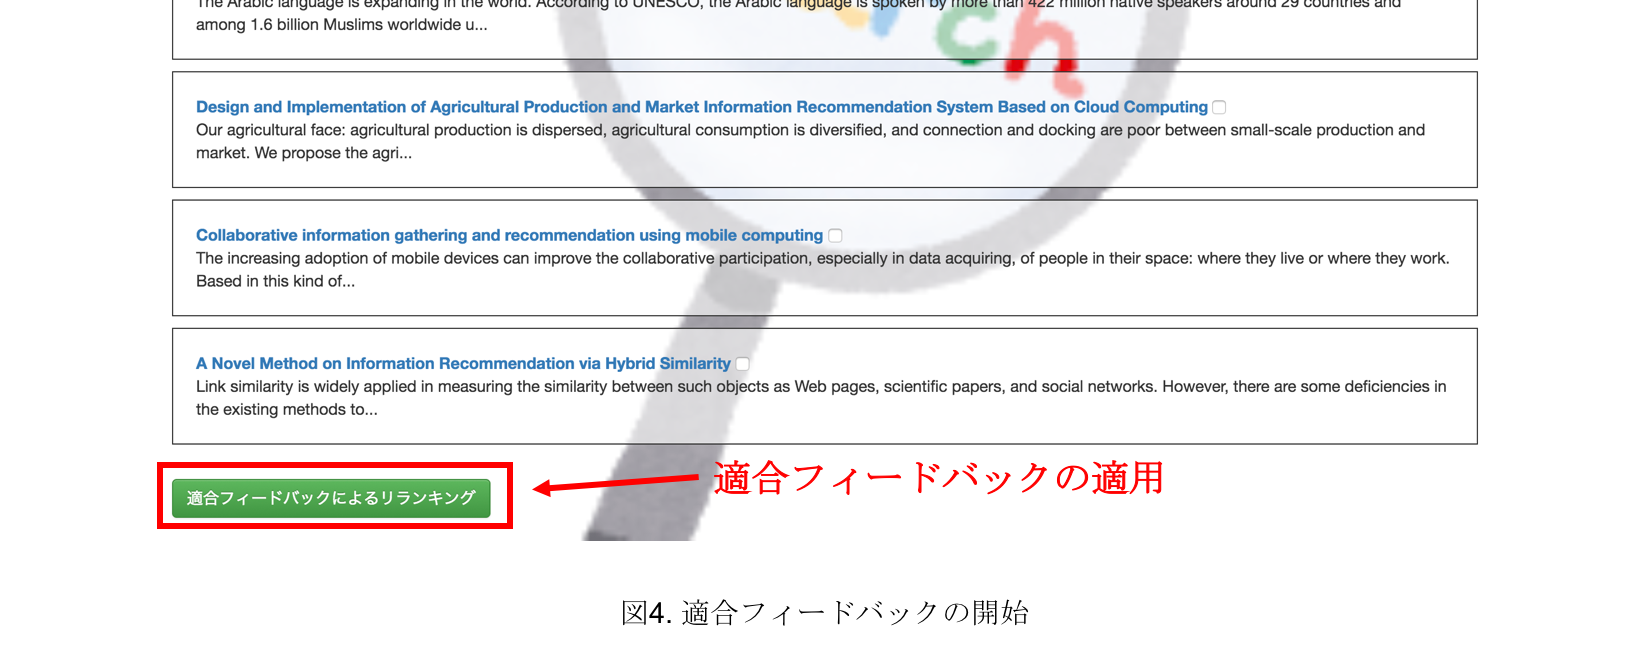 The Arabic language is expanding in the world. According to UNESCO, the Arabic language is spoken by more than 422 million native speakers around 29 countries and
among 1.6 billion Muslims worldwide u...
ch
Design and Implementation of Agricultural Production and Market Information Recommendation System Based on Cloud Computing
Our agricultural face: agricultural production is dispersed, agricultural consumption is diversified, and connection and docking are poor between small-scale production and
market. We propose the agri...
Collaborative information gathering and recommendation using mobile computing
The increasing adoption of mobile devices can improve the collaborative participation, especially in data acquiring, of people in their space: where they live or where they work.
Based in this kind of...
A Novel Method on Information Recommendation via Hybrid Similarity
Link similarity is widely applied in measuring the similarity between such objects as Web pages, scientific papers, and social networks. However, there are some deficiencies in
the existing methods to...
適合フィードバックの適用
適合フィードバックによるリランキング
図4. 適合フィードバックの開始